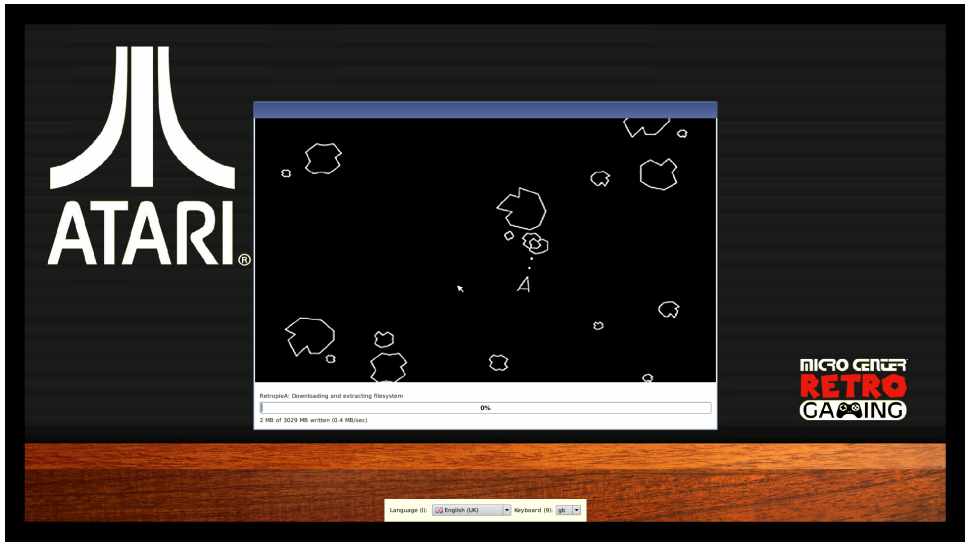 ATARI®
RetropieA: Downloading and extracting filesystem
0%
2 MB of 3029 MB written (0.4 MB/sec)
MICRO CENTER
RETRO
GAMING
Language (l): English (UK) Keyboard (9): gb